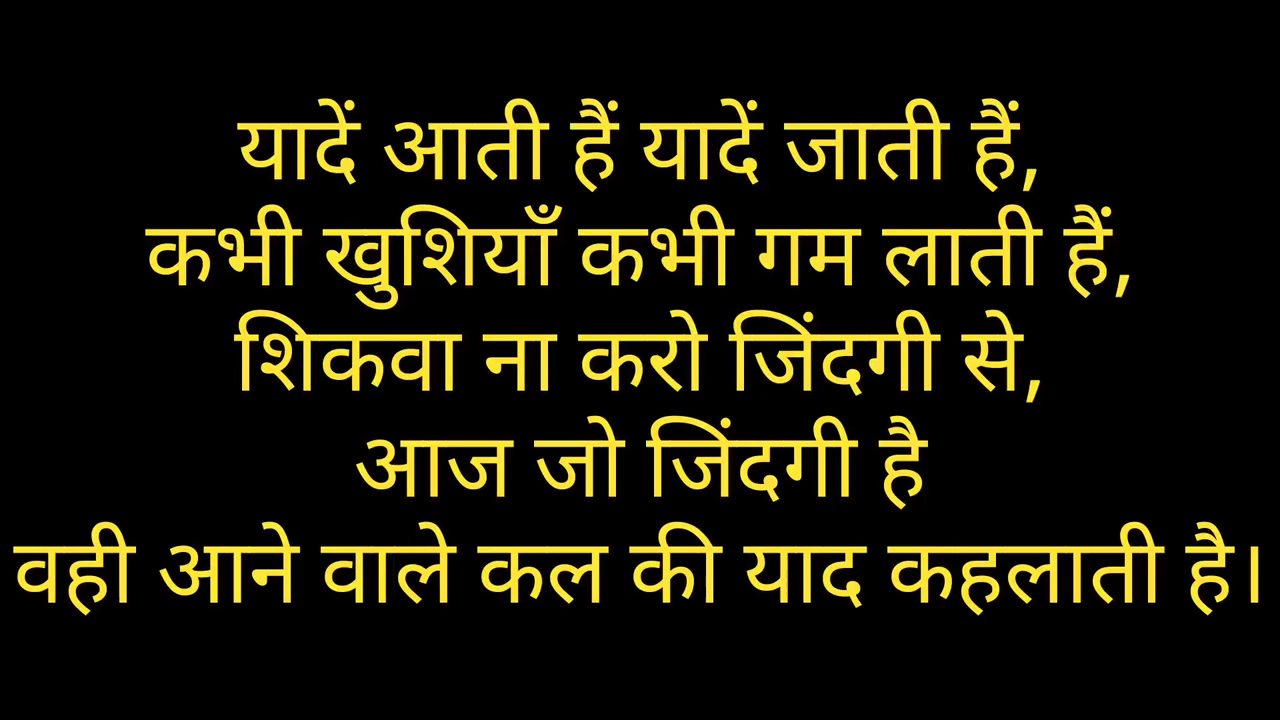 यादें आती हैं यादें जाती हैं,
कभी खुशियाँ कभी गम लाती हैं,
शिकवा ना करो जिंदगी से,
आज जो जिंदगी है
वही आने वाले कल की याद कहलाती है।